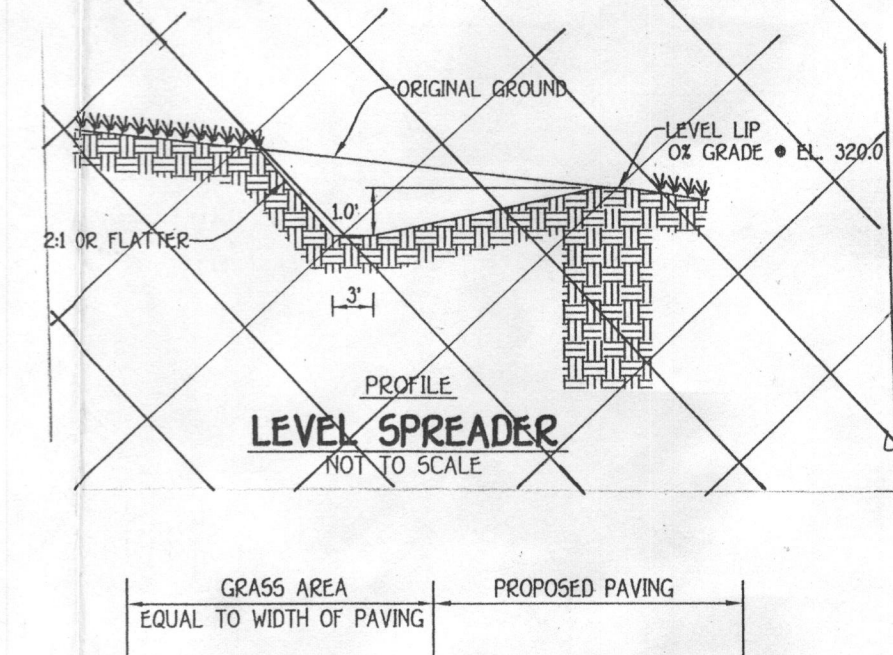 ORIGINAL GROUND
LEVEL LIP
0% GRADE @ EL. 320.0
1.0'
2:1 OR FLATTER
3'
PROFILE
LEVEL SPREADER
NOT TO SCALE
GRASS AREA
EQUAL TO WIDTH OF PAVING
PROPOSED PAVING